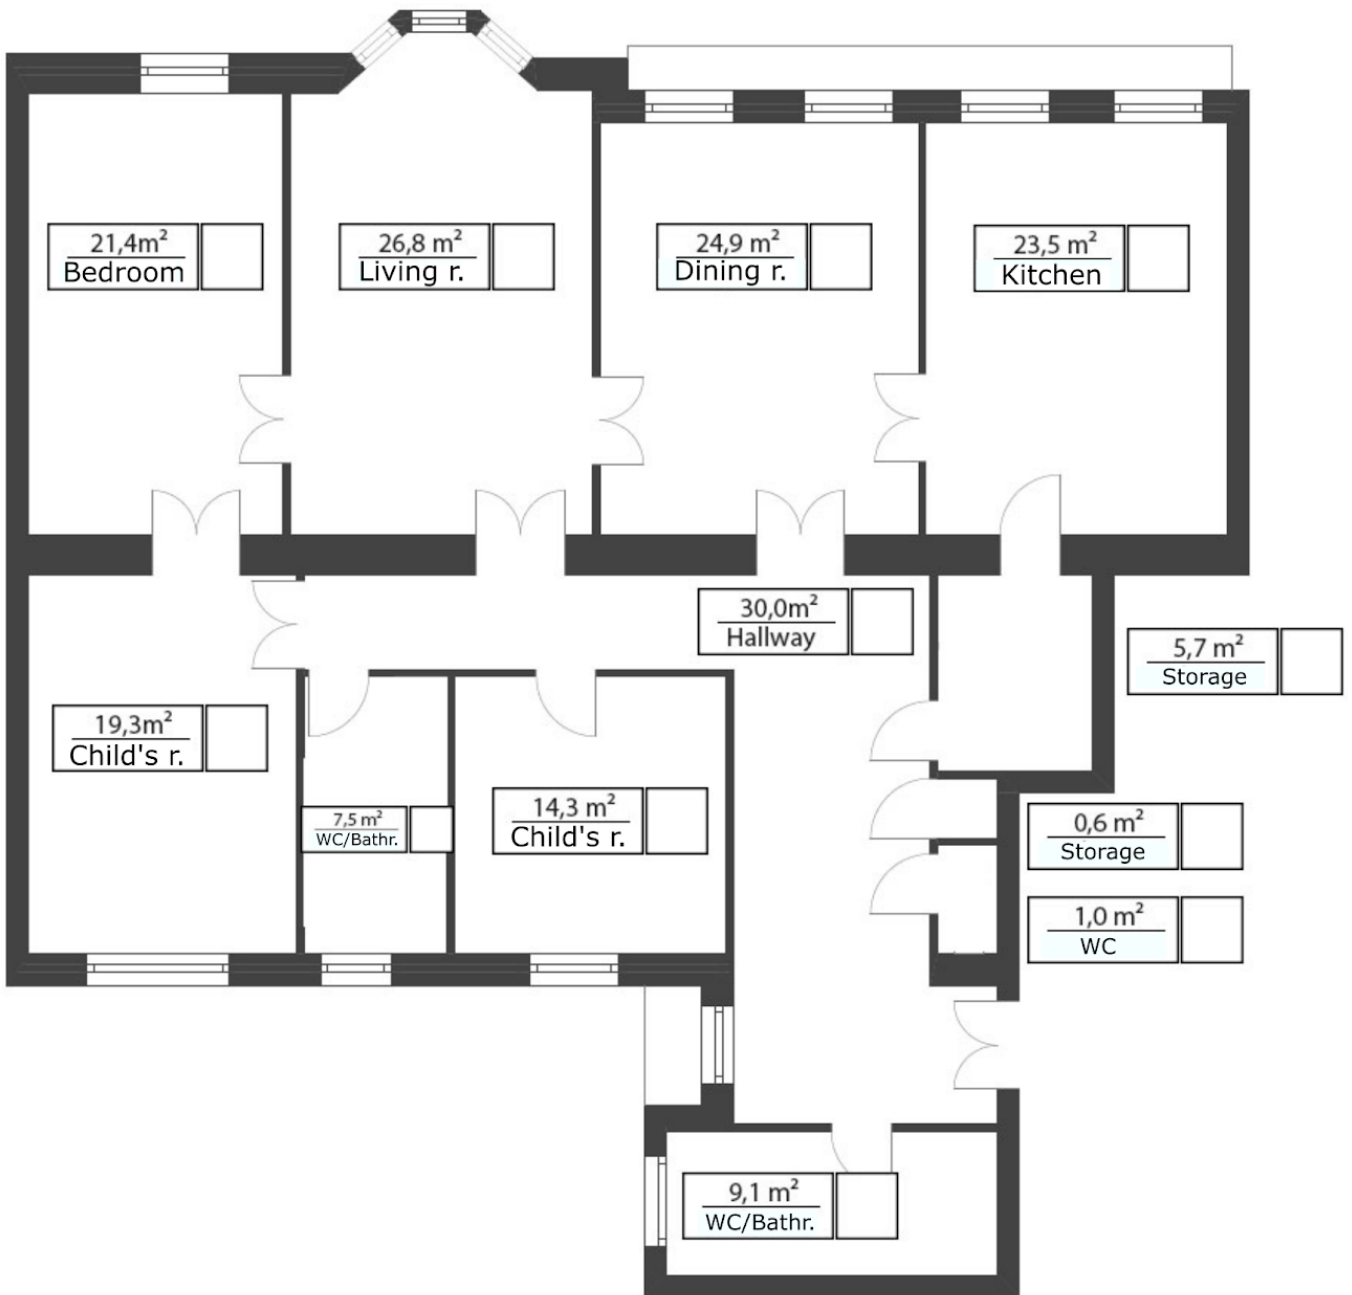 21,4m²
Bedroom
26,8 m²
Living r.
24,9 m²
Dining r.
23,5 m²
Kitchen
30,0m²
Hallway
5,7 m²
Storage
19,3m²
Child's r.
7,5 m²
WC/Bathr.
14,3 m²
Child's r.
0,6 m²
Storage
1,0 m²
WC
9,1 m²
WC/Bathr.